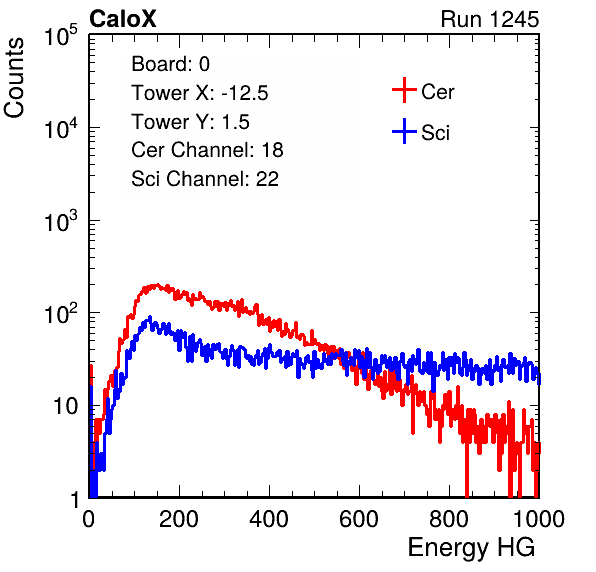 CaloX Run 1245
Counts
10^5
10^4
10^3
10^2
10
1
Board: 0
Tower X: -12.5
Tower Y: 1.5
Cer Channel: 18
Sci Channel: 22
Cer
Sci
0 200 400 600 800 1000
Energy HG